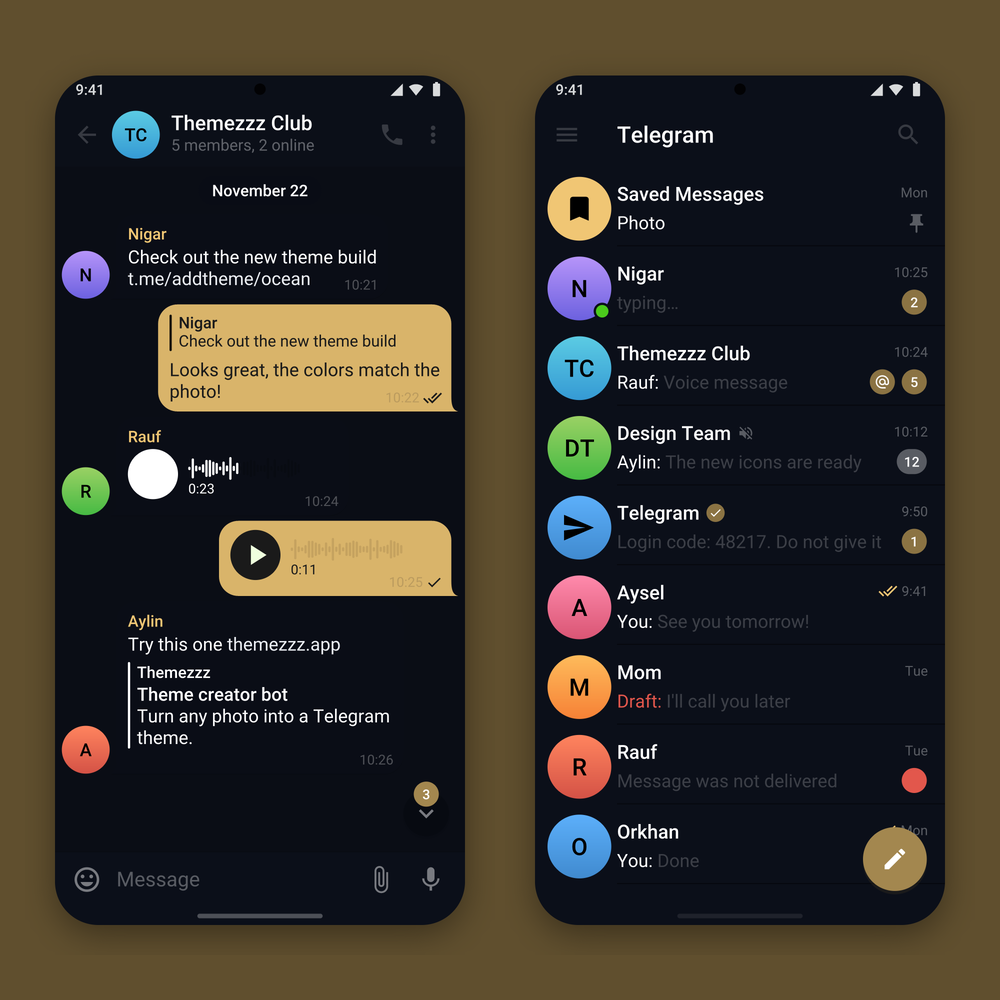 9:41
TC
Themezzz Club
5 members, 2 online
November 22
Nigar
Check out the new theme build
t.me/addtheme/ocean
10:21
N
Nigar
Check out the new theme build
Looks great, the colors match the
photo!
10:22
Rauf
0:23
R
10:24
0:11
10:25
Aylin
Try this one themezzz.app
Themezzz
Theme creator bot
Turn any photo into a Telegram
theme.
A
10:26
3
Message
9:41
Telegram
Saved Messages
Mon
Photo
N
Nigar
10:25
typing...
2
TC
Themezzz Club
10:24
Rauf: Voice message
@
5
DT
Design Team
10:12
Aylin: The new icons are ready
12
Telegram
9:50
Login code: 48217. Do not give it
1
A
Aysel
9:41
You: See you tomorrow!
M
Mom
Tue
Draft: I'll call you later
R
Rauf
Tue
Message was not delivered
O
Orkhan
Mon
You: Done